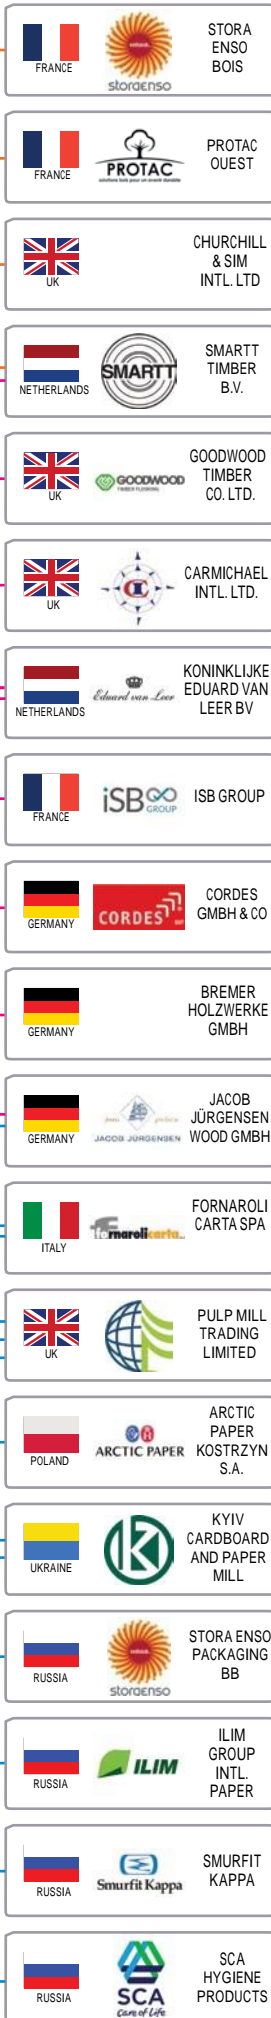 FRANCE
storaenso
STORA
ENSO
BOIS
FRANCE
PROTAC
PROTAC
OUEST
UK
CHURCHILL
& SIM
INTL. LTD
NETHERLANDS
SMARTT
SMARTT
TIMBER
B.V.
UK
GOODWOOD
GOODWOOD
TIMBER
CO. LTD.
UK
CARMICHAEL
INTL. LTD.
NETHERLANDS
Eduard van Leer
KONINKLIJKE
EDUARD VAN
LEER BV
FRANCE
iSB
GROUP
ISB GROUP
GERMANY
CORDES
CORDES
GMBH & CO
GERMANY
BREMER
HOLZWERKE
GMBH
GERMANY
JACOB JÜRGENSEN
JACOB
JÜRGENSEN
WOOD GMBH
ITALY
fornarolicarta
FORNAROLI
CARTA SPA
UK
PULP MILL
TRADING
LIMITED
POLAND
ARCTIC PAPER
ARCTIC
PAPER
KOSTRZYN
S.A.
UKRAINE
KYIV
CARDBOARD
AND PAPER
MILL
RUSSIA
storaenso
STORA ENSO
PACKAGING
BB
RUSSIA
ILIM
ILIM
GROUP
INTL.
PAPER
RUSSIA
Smurfit Kappa
SMURFIT
KAPPA
RUSSIA
SCA
Care of Life
SCA
HYGIENE
PRODUCTS